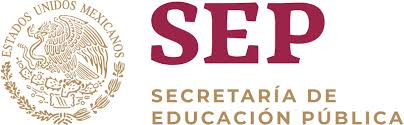 ESTADOS UNIDOS MEXICANOS
SEP
SECRETARÍA DE
EDUCACIÓN PÚBLICA